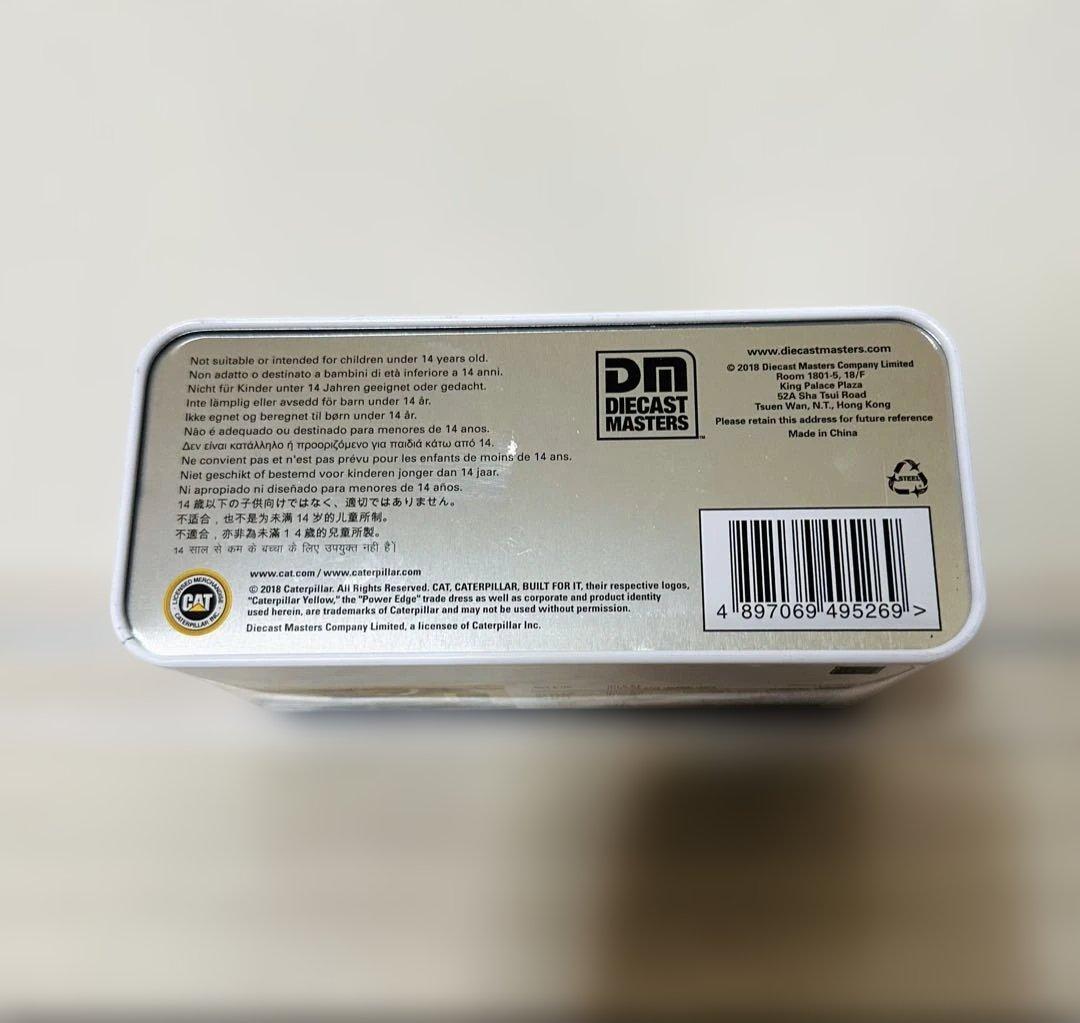 Not suitable or intended for children under 14 years old.
Non adatto o destinato a bambini di età inferiore a 14 anni.
Nicht für Kinder unter 14 Jahren geeignet oder gedacht.
Inte lämplig eller avsedd för barn under 14 år.
Ikke egnet og beregnet til børn under 14 år.
Não é adequado ou destinado para menores de 14 anos.
Δεν είναι κατάλληλο ή προοριζόμενο για παιδιά κάτω από 14.
Ne convient pas et n'est pas prévu pour les enfants de moins de 14 ans.
Niet geschikt of bestemd voor kinderen jonger dan 14 jaar.
Ni apropiado ni diseñado para menores de 14 años.
14 歳以下の子供向けではなく、適切ではありません。
不适合，也不是为未满 14 岁的儿童所制。
不適合，亦非為未滿 1 4 歲的兒童所製。
14 साल से कम के बच्चा के लिए उपयुक्त नही है।
LICENSED MERCHANDISE
CAT
CATERPILLAR INC.
www.cat.com / www.caterpillar.com
© 2018 Caterpillar. All Rights Reserved. CAT, CATERPILLAR, BUILT FOR IT, their respective logos,
"Caterpillar Yellow," the "Power Edge" trade dress as well as corporate and product identity
used herein, are trademarks of Caterpillar and may not be used without permission.
Diecast Masters Company Limited, a licensee of Caterpillar Inc.
DM
DIECAST
MASTERS
TM
www.diecastmasters.com
© 2018 Diecast Masters Company Limited
Room 1801-5, 18/F
King Palace Plaza
52A Sha Tsui Road
Tsuen Wan, N.T., Hong Kong
Please retain this address for future reference
Made in China
STEEL
4 897069 495269 >